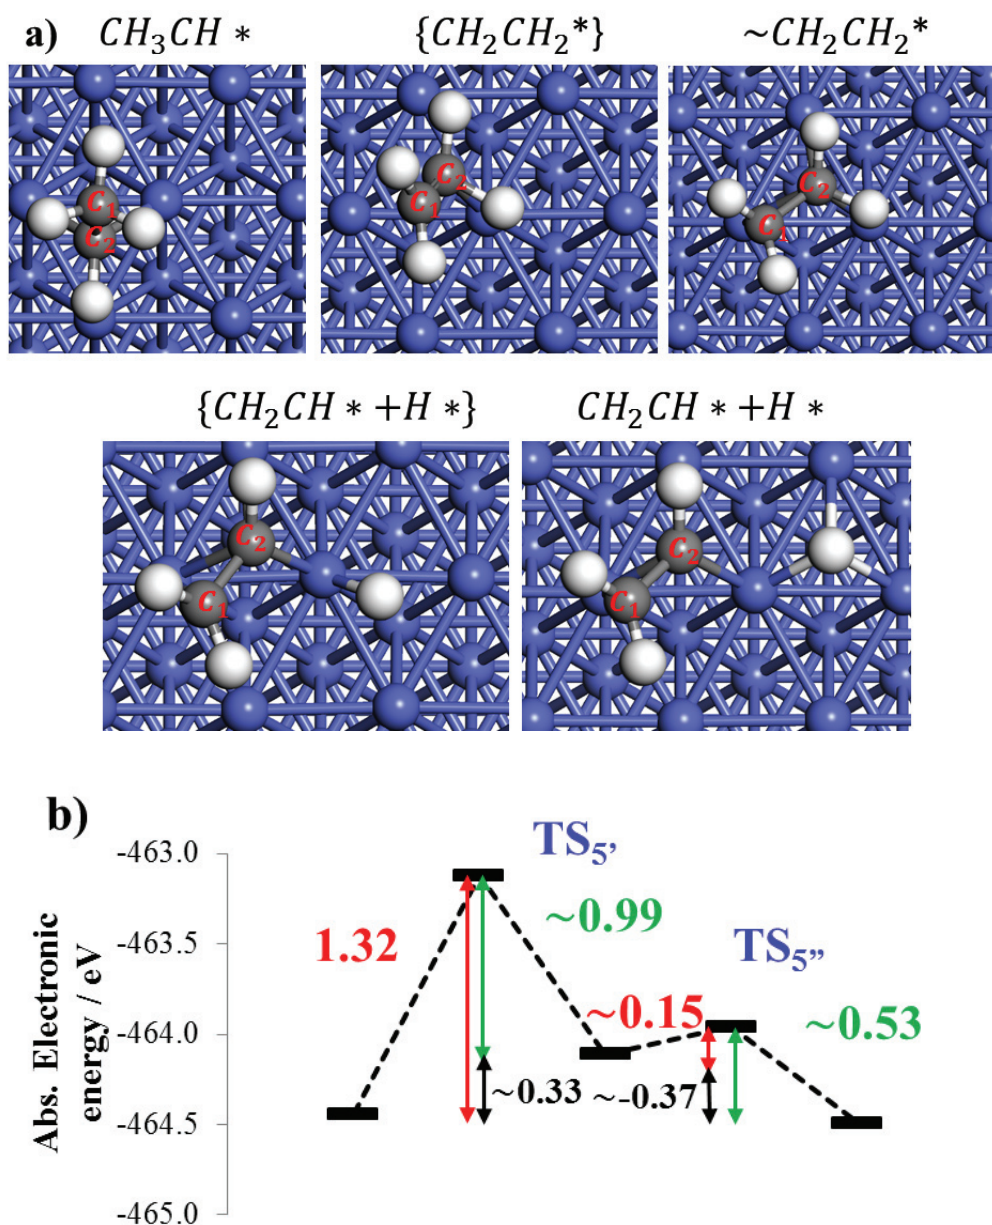 a) CH₃CH * {CH₂CH₂*} ~CH₂CH₂*
C₁ C₂
C₂ C₁
C₂ C₁
{CH₂CH * +H *} CH₂CH * +H *
C₂ C₁
C₂ C₁
b)
Abs. Electronic energy / eV
-463.0
-463.5
-464.0
-464.5
-465.0
TS₅'
1.32
~0.99
TS₅"
~0.15
~0.53
~0.33 ~-0.37